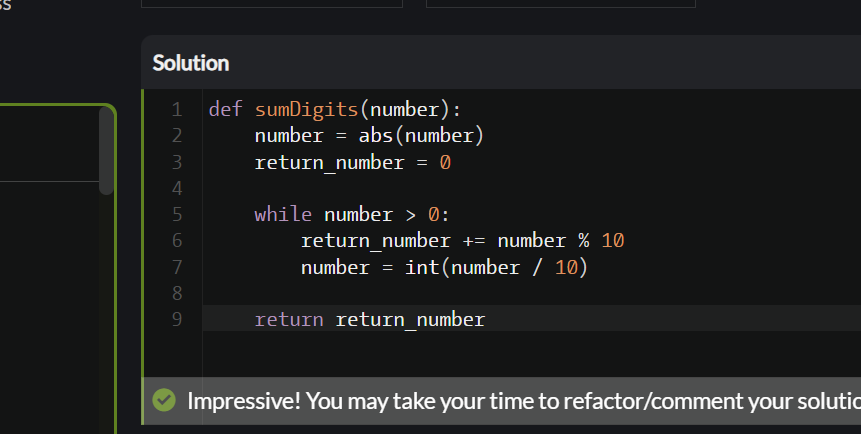 Solution
1 def sumDigits(number):
2     number = abs(number)
3     return_number = 0
4
5     while number > 0:
6         return_number += number % 10
7         number = int(number / 10)
8
9     return return_number
Impressive! You may take your time to refactor/comment your